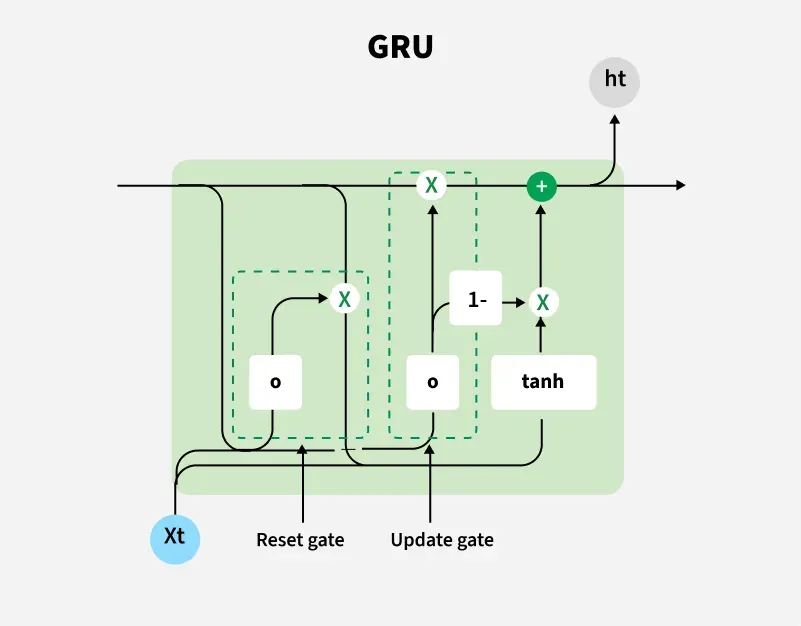 GRU
ht
X
+
X
1-
X
o
o
tanh
Xt
Reset gate
Update gate